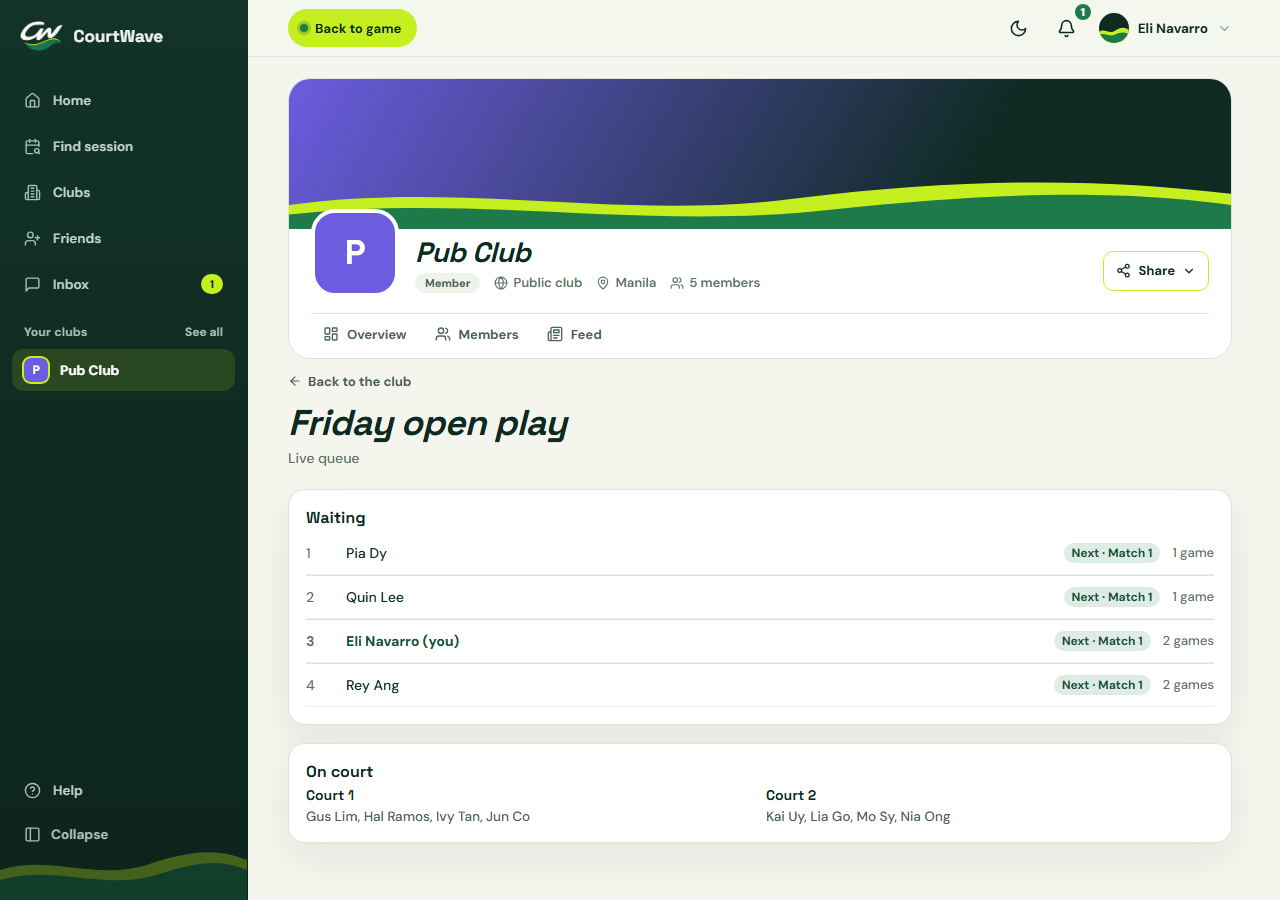 CW CourtWave
Home
Find session
Clubs
Friends
Inbox 1
Your clubs See all
P Pub Club
Help
Collapse
Back to game
1
Eli Navarro
P
Pub Club
Member Public club Manila 5 members
Share
Overview Members Feed
Back to the club
Friday open play
Live queue
Waiting
1 Pia Dy Next · Match 1 1 game
2 Quin Lee Next · Match 1 1 game
3 Eli Navarro (you) Next · Match 1 2 games
4 Rey Ang Next · Match 1 2 games
On court
Court 1 Court 2
Gus Lim, Hal Ramos, Ivy Tan, Jun Co Kai Uy, Lia Go, Mo Sy, Nia Ong